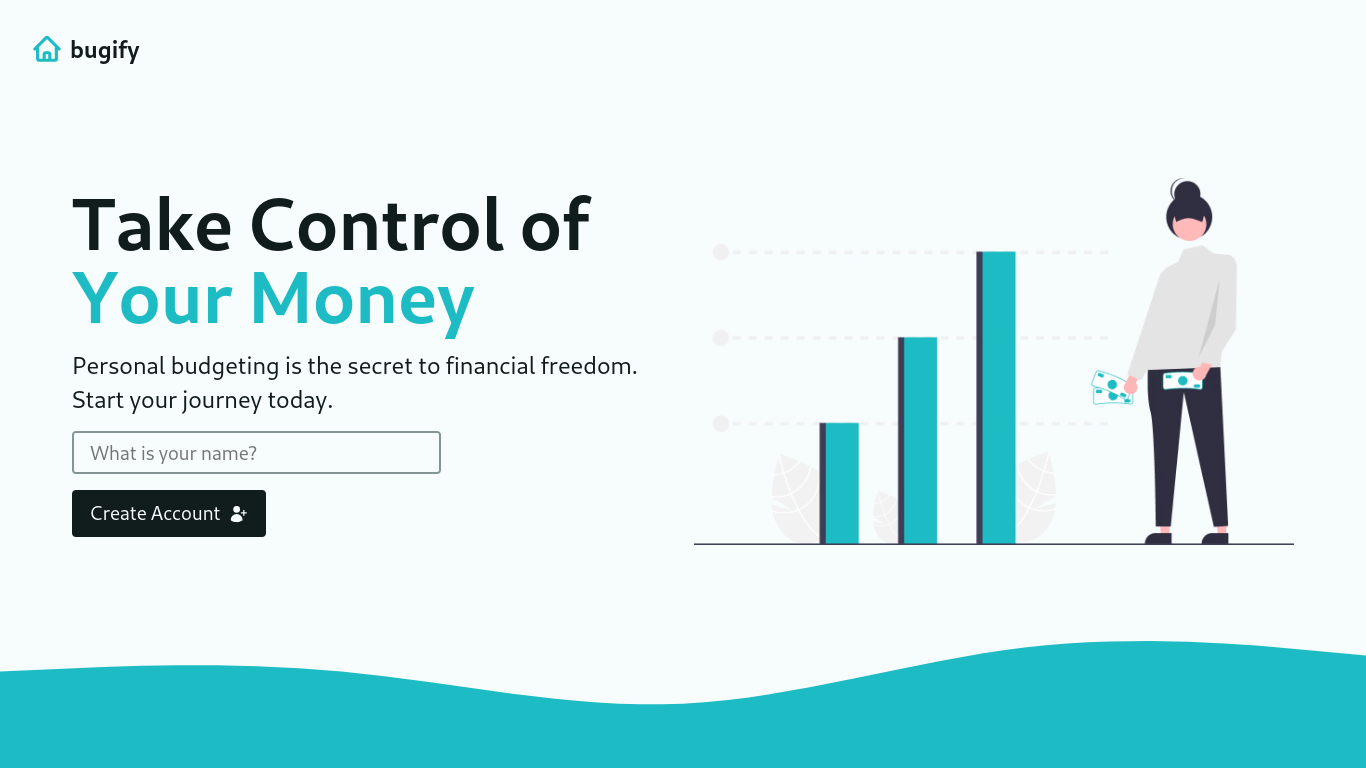 bugify
Take Control of
Your Money
Personal budgeting is the secret to financial freedom.
Start your journey today.
What is your name?
Create Account